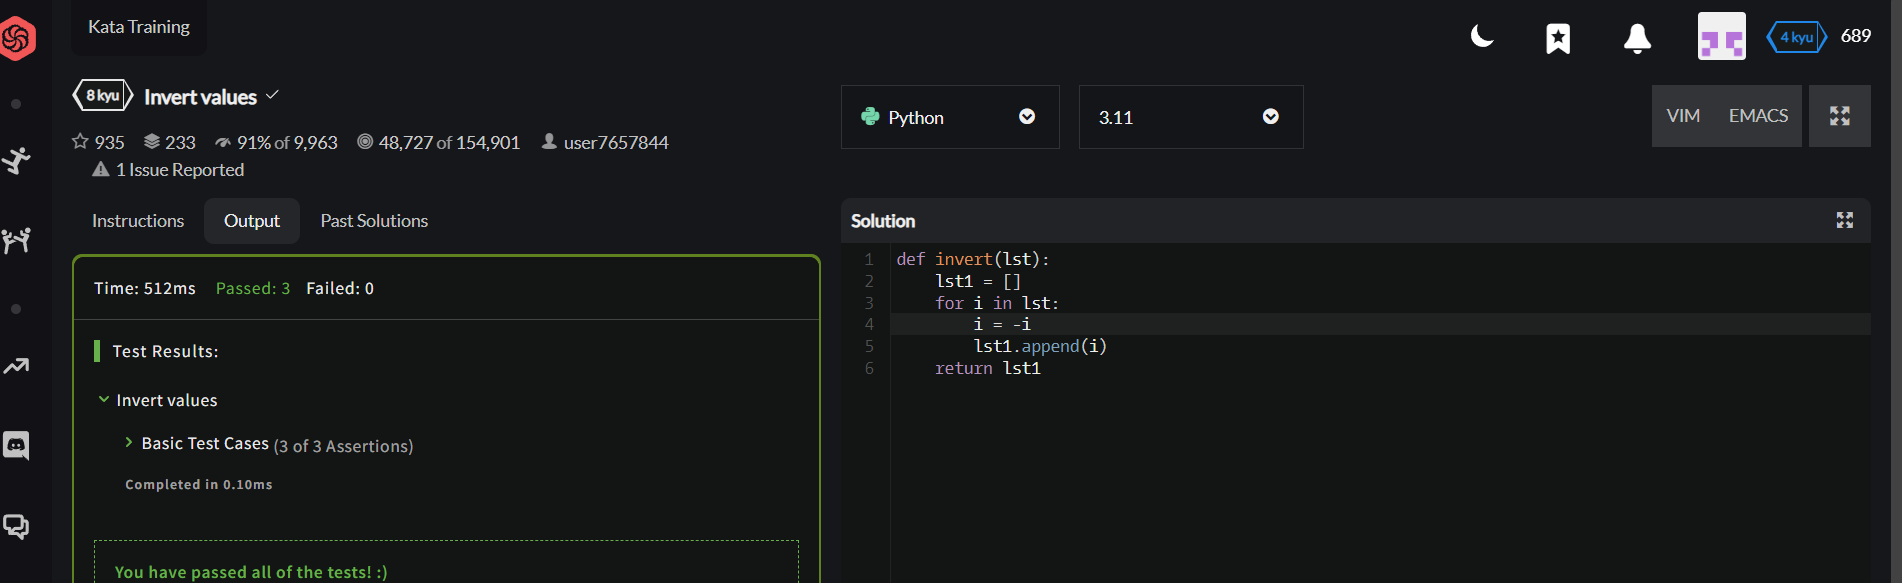 Kata Training
4 kyu 689
8 kyu Invert values
935 233 91% of 9,963 48,727 of 154,901 user7657844
1 Issue Reported
Python 3.11 VIM EMACS
Instructions Output Past Solutions
Time: 512ms Passed: 3 Failed: 0
Test Results:
Invert values
Basic Test Cases (3 of 3 Assertions)
Completed in 0.10ms
You have passed all of the tests! :)
Solution
1 def invert(lst):
2     lst1 = []
3     for i in lst:
4         i = -i
5         lst1.append(i)
6     return lst1